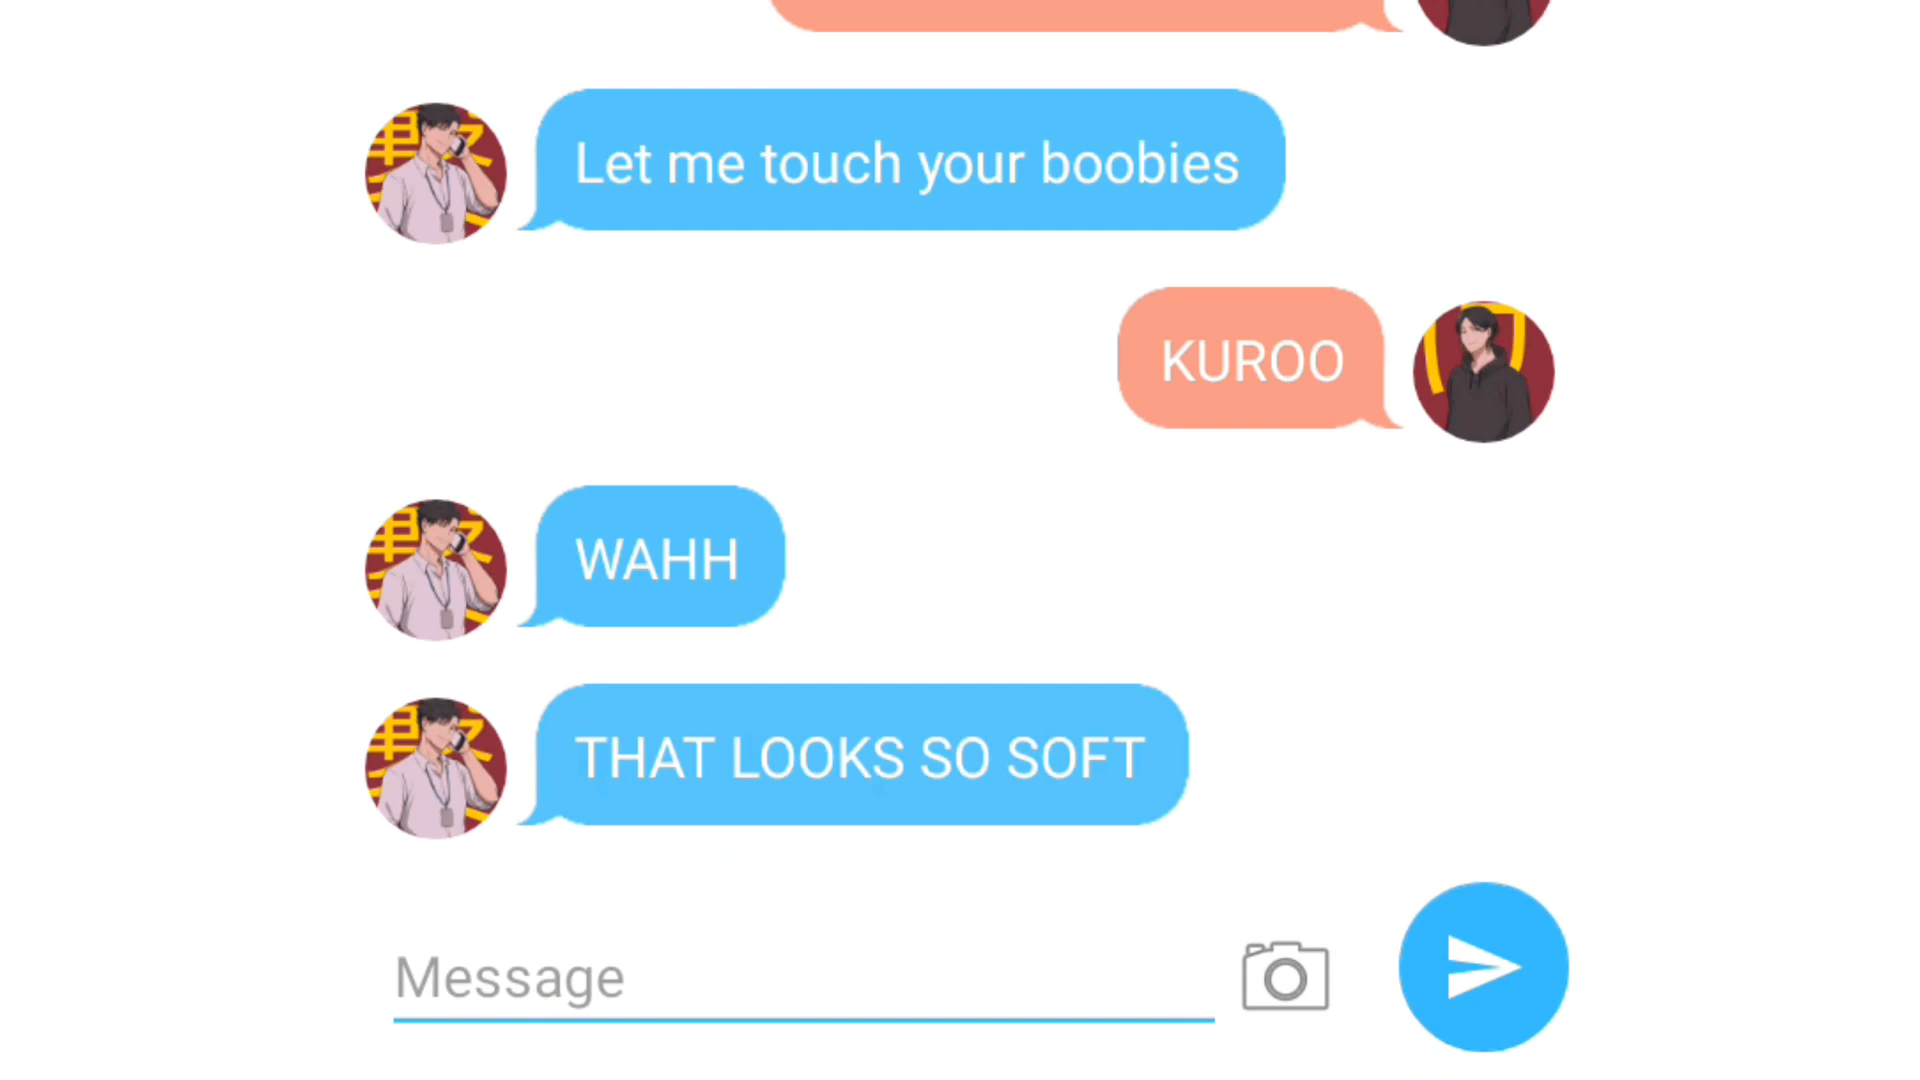 Let me touch your boobies
KUROO
WAHH
THAT LOOKS SO SOFT
Message